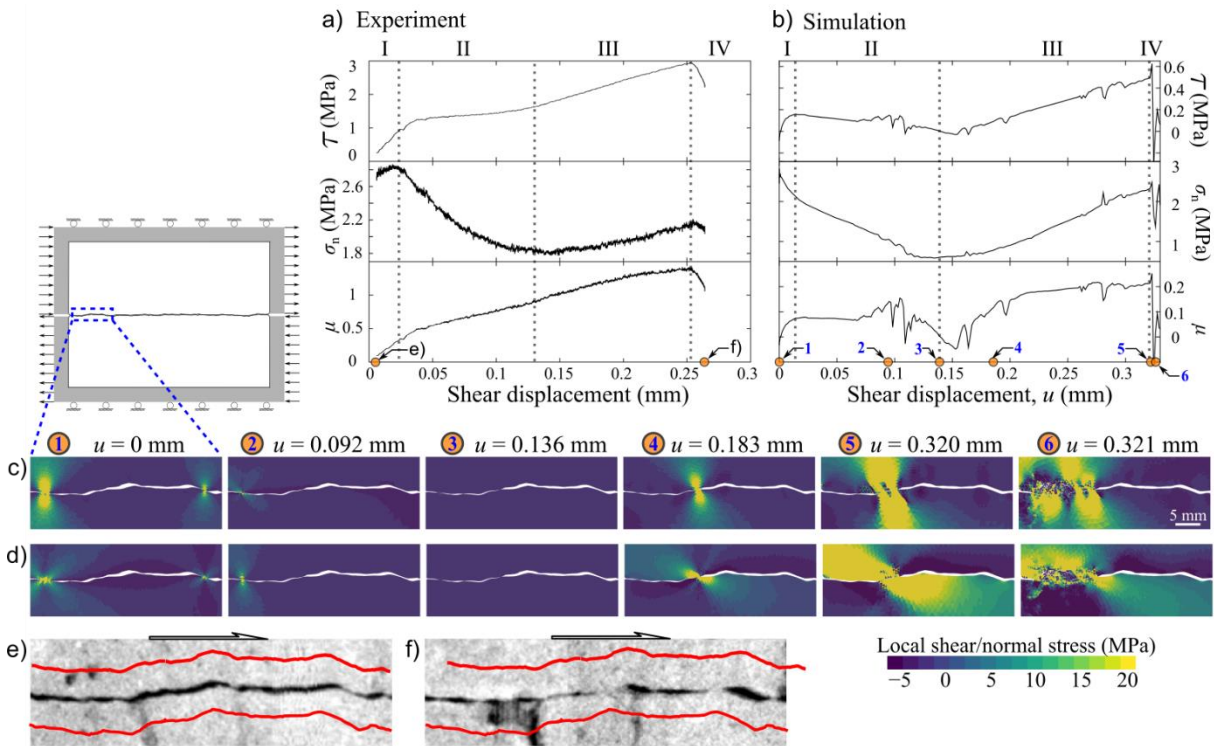 a) Experiment
I II III IV
τ (MPa)
3
2
1
0
σn (MPa)
2.6
2.2
1.8
μ
1
0.5
0
0 0.05 0.1 0.15 0.2 0.25 0.3
Shear displacement (mm)
e)
f)
b) Simulation
I II III IV
0.6
0.4
0.2
0
τ (MPa)
3
2
1
σn (MPa)
0.2
0.1
0
μ
1 2 3 4 5
6
0 0.05 0.1 0.15 0.2 0.25 0.3
Shear displacement, u (mm)
1 u = 0 mm
2 u = 0.092 mm
3 u = 0.136 mm
4 u = 0.183 mm
5 u = 0.320 mm
6 u = 0.321 mm
c)
5 mm
d)
e)
f)
Local shear/normal stress (MPa)
−5 0 5 10 15 20